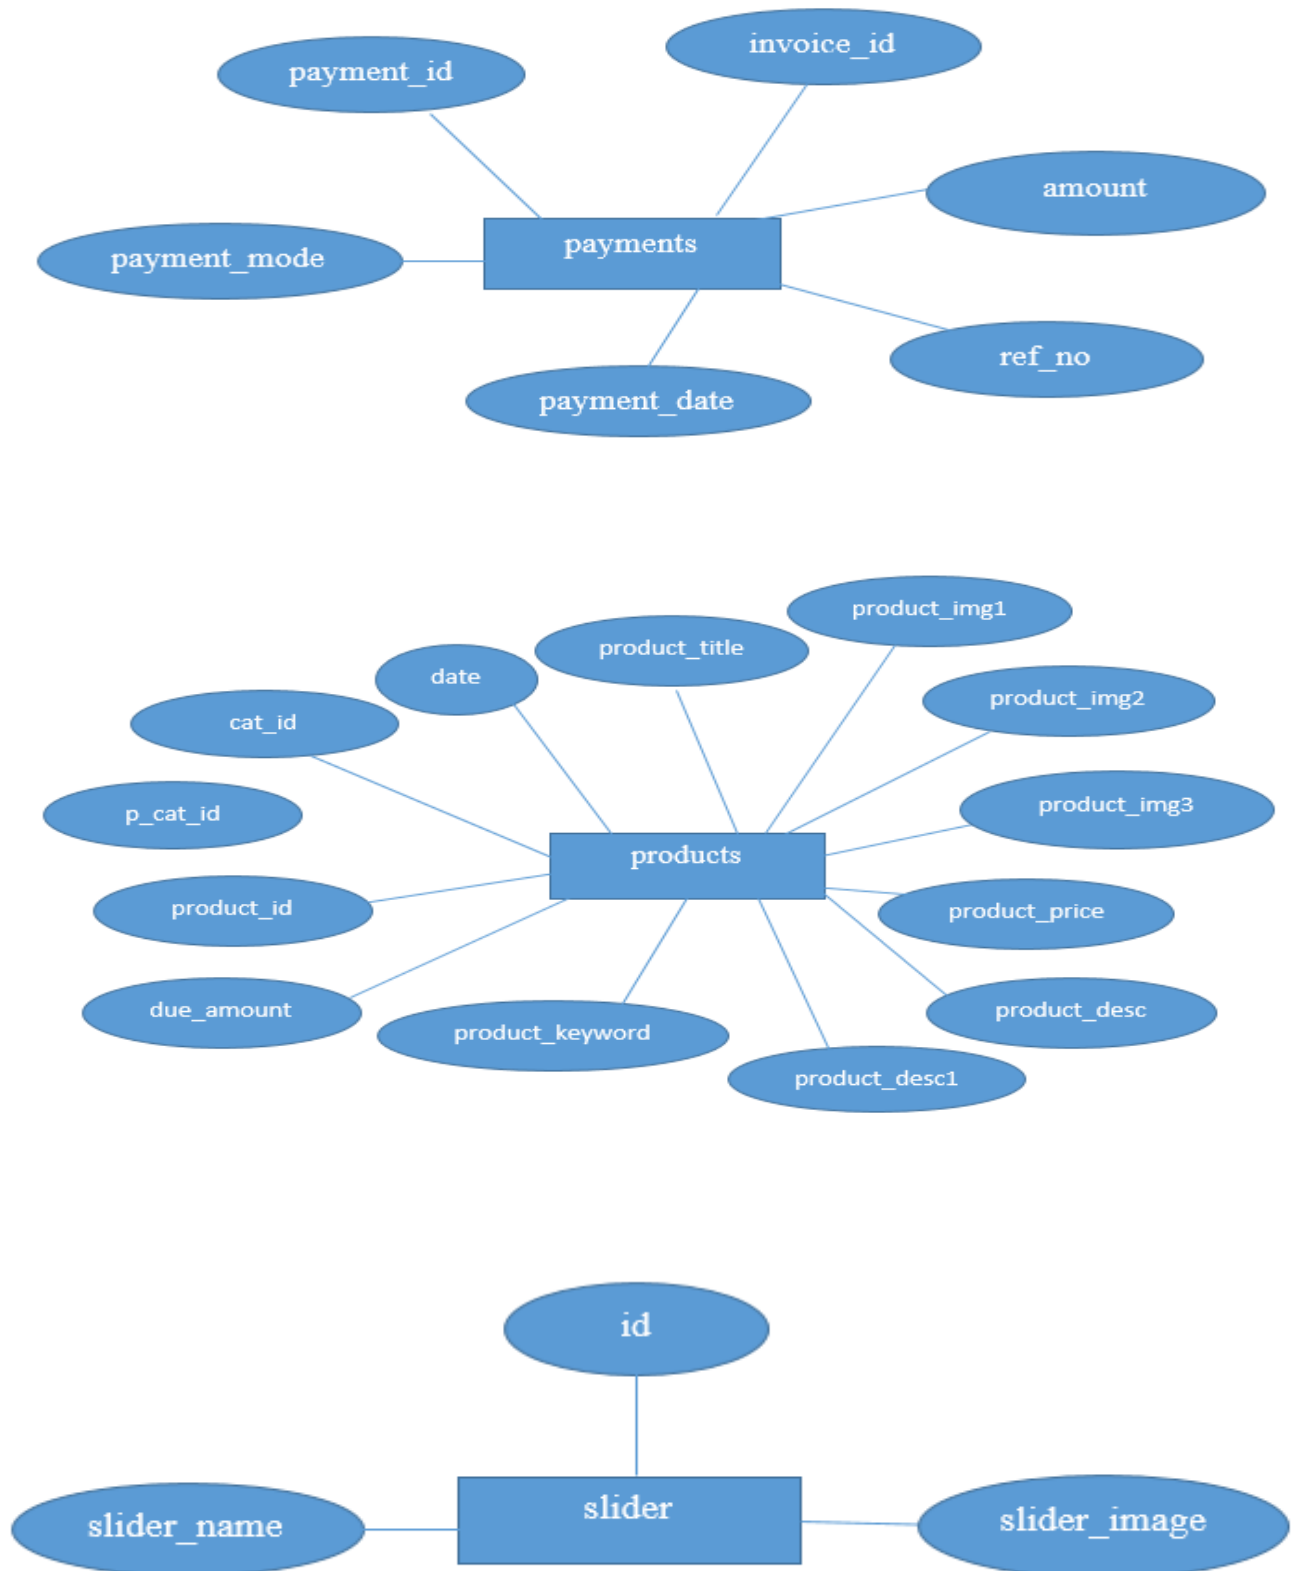 invoice_id
payment_id
amount
payments
payment_mode
ref_no
payment_date
product_img1
product_title
date
product_img2
cat_id
product_img3
p_cat_id
products
product_id
product_price
due_amount
product_desc
product_keyword
product_desc1
id
slider
slider_name
slider_image